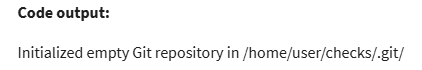 Code output:
Initialized empty Git repository in /home/user/checks/.git/